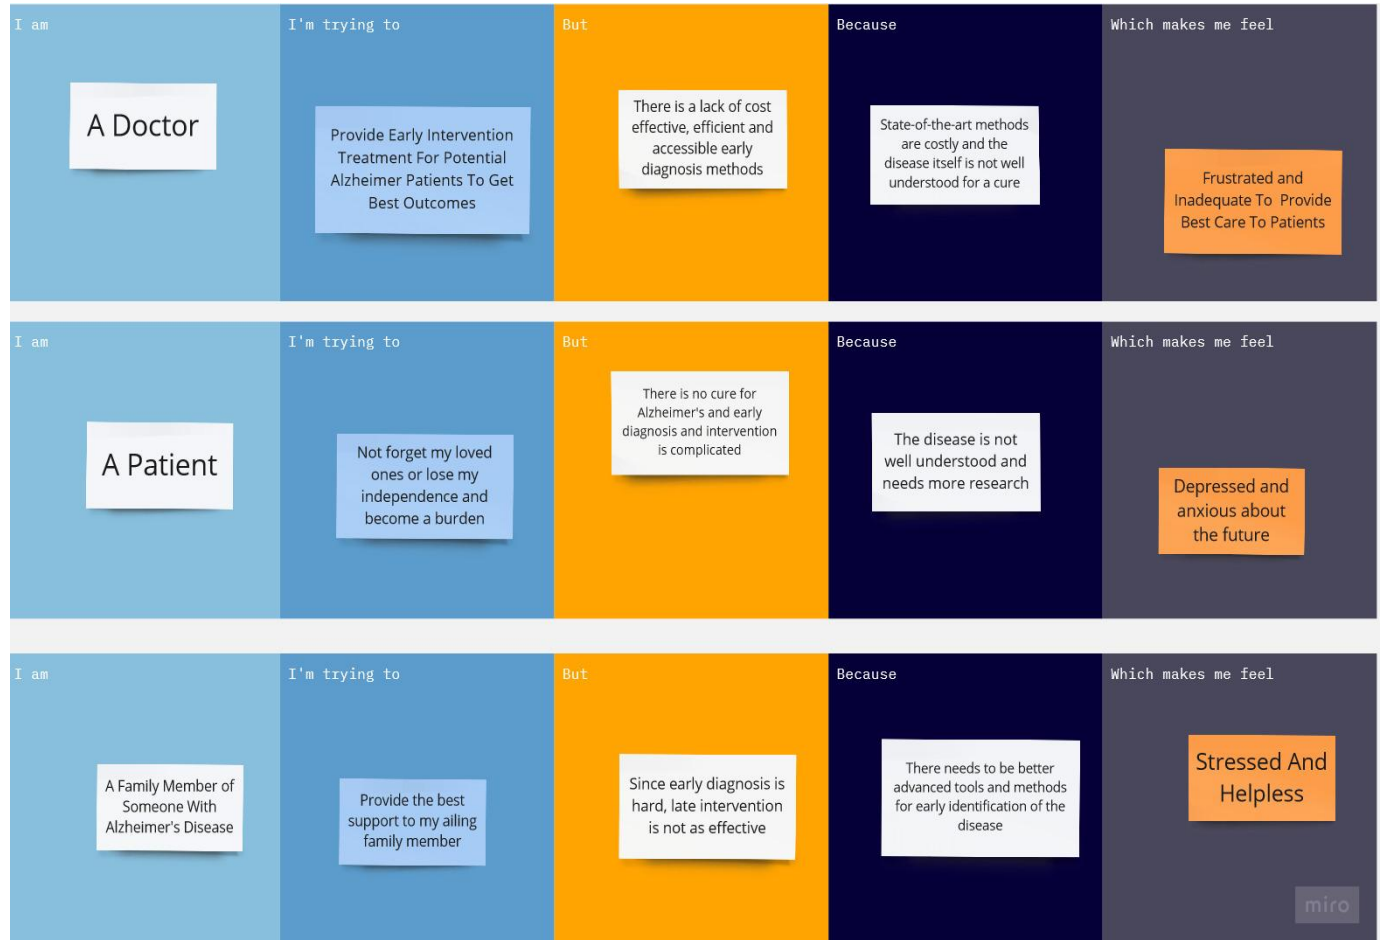 I am
I'm trying to
But
Because
Which makes me feel
A Doctor
Provide Early Intervention
Treatment For Potential
Alzheimer Patients To Get
Best Outcomes
There is a lack of cost
effective, efficient and
accessible early
diagnosis methods
State-of-the-art methods
are costly and the
disease itself is not well
understood for a cure
Frustrated and
Inadequate To Provide
Best Care To Patients
I am
I'm trying to
But
Because
Which makes me feel
A Patient
Not forget my loved
ones or lose my
independence and
become a burden
There is no cure for
Alzheimer's and early
diagnosis and intervention
is complicated
The disease is not
well understood and
needs more research
Depressed and
anxious about
the future
I am
I'm trying to
But
Because
Which makes me feel
A Family Member of
Someone With
Alzheimer's Disease
Provide the best
support to my ailing
family member
Since early diagnosis is
hard, late intervention
is not as effective
There needs to be better
advanced tools and methods
for early identification of the
disease
Stressed And
Helpless
miro